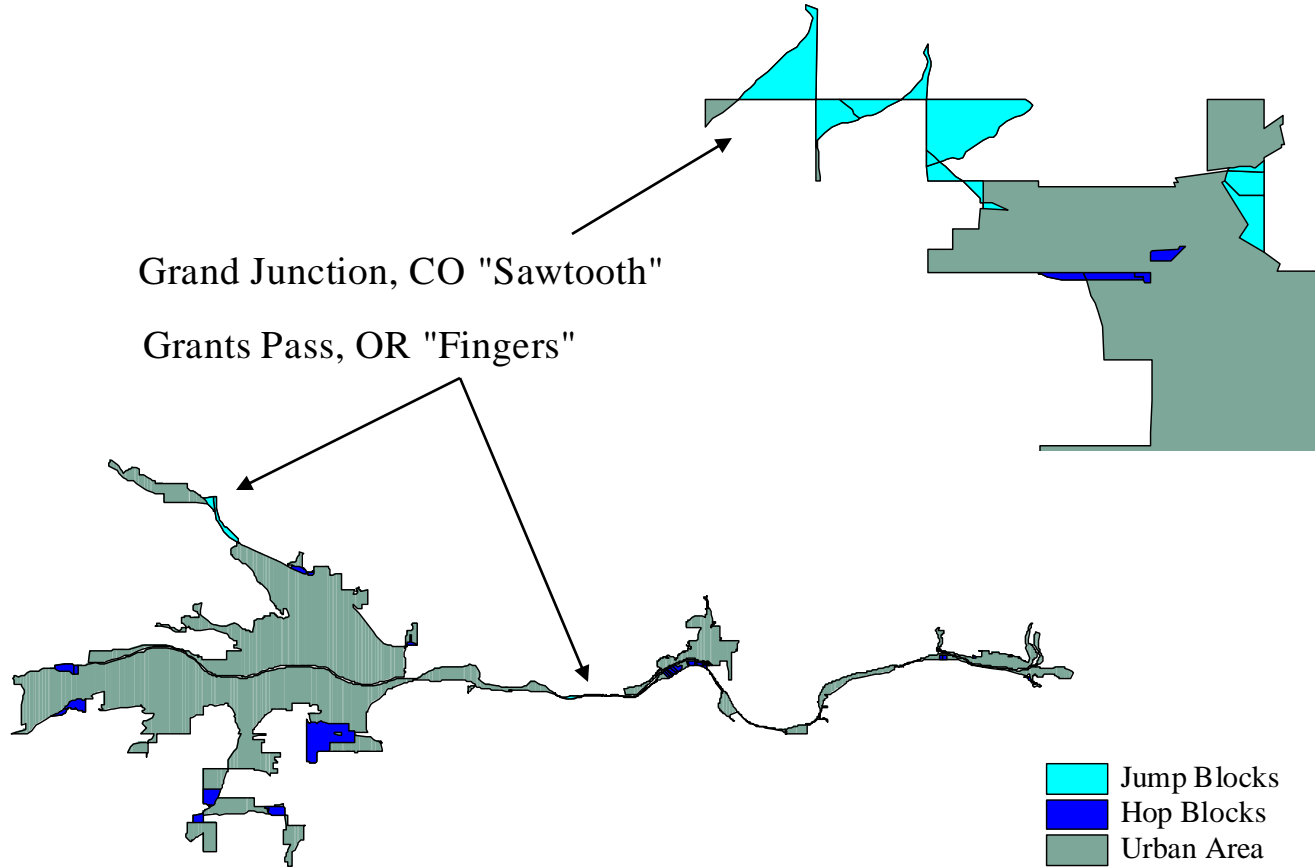 Grand Junction, CO "Sawtooth"
Grants Pass, OR "Fingers"
Jump Blocks
Hop Blocks
Urban Area